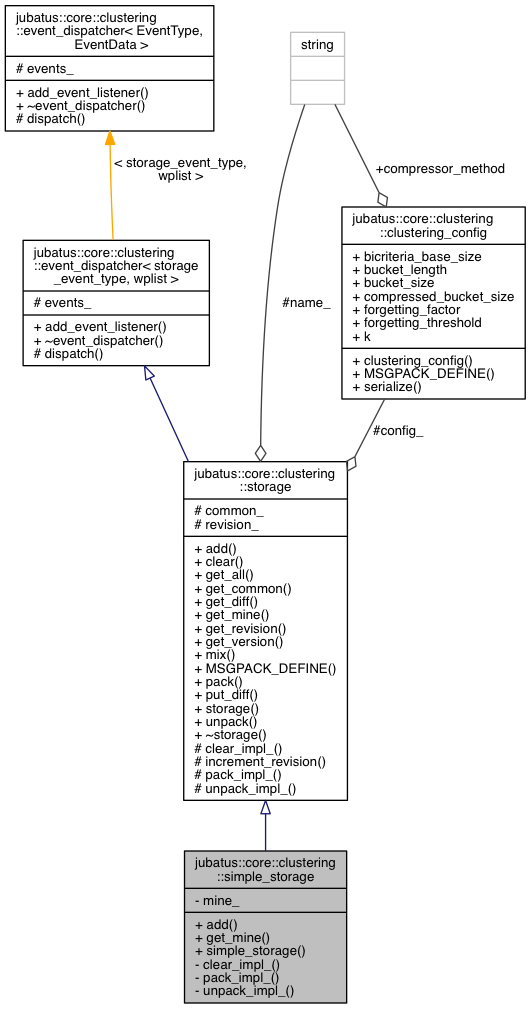 jubatus::core::clustering
::event_dispatcher< EventType,
EventData >
# events_
+ add_event_listener()
+ ~event_dispatcher()
# dispatch()
string
< storage_event_type,
wplist >
+compressor_method
jubatus::core::clustering
::clustering_config
+ bicriteria_base_size
+ bucket_length
+ bucket_size
+ compressed_bucket_size
+ forgetting_factor
+ forgetting_threshold
+ k
+ clustering_config()
+ MSGPACK_DEFINE()
+ serialize()
jubatus::core::clustering
::event_dispatcher< storage
_event_type, wplist >
# events_
+ add_event_listener()
+ ~event_dispatcher()
# dispatch()
#name_
#config_
jubatus::core::clustering
::storage
# common_
# revision_
+ add()
+ clear()
+ get_all()
+ get_common()
+ get_diff()
+ get_mine()
+ get_revision()
+ get_version()
+ mix()
+ MSGPACK_DEFINE()
+ pack()
+ put_diff()
+ storage()
+ unpack()
+ ~storage()
# clear_impl_()
# increment_revision()
# pack_impl_()
# unpack_impl_()
jubatus::core::clustering
::simple_storage
- mine_
+ add()
+ get_mine()
+ simple_storage()
- clear_impl_()
- pack_impl_()
- unpack_impl_()